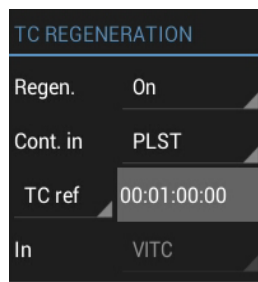 TC REGENERATION
Regen. On
Cont. in PLST
TC ref 00:01:00:00
In VITC